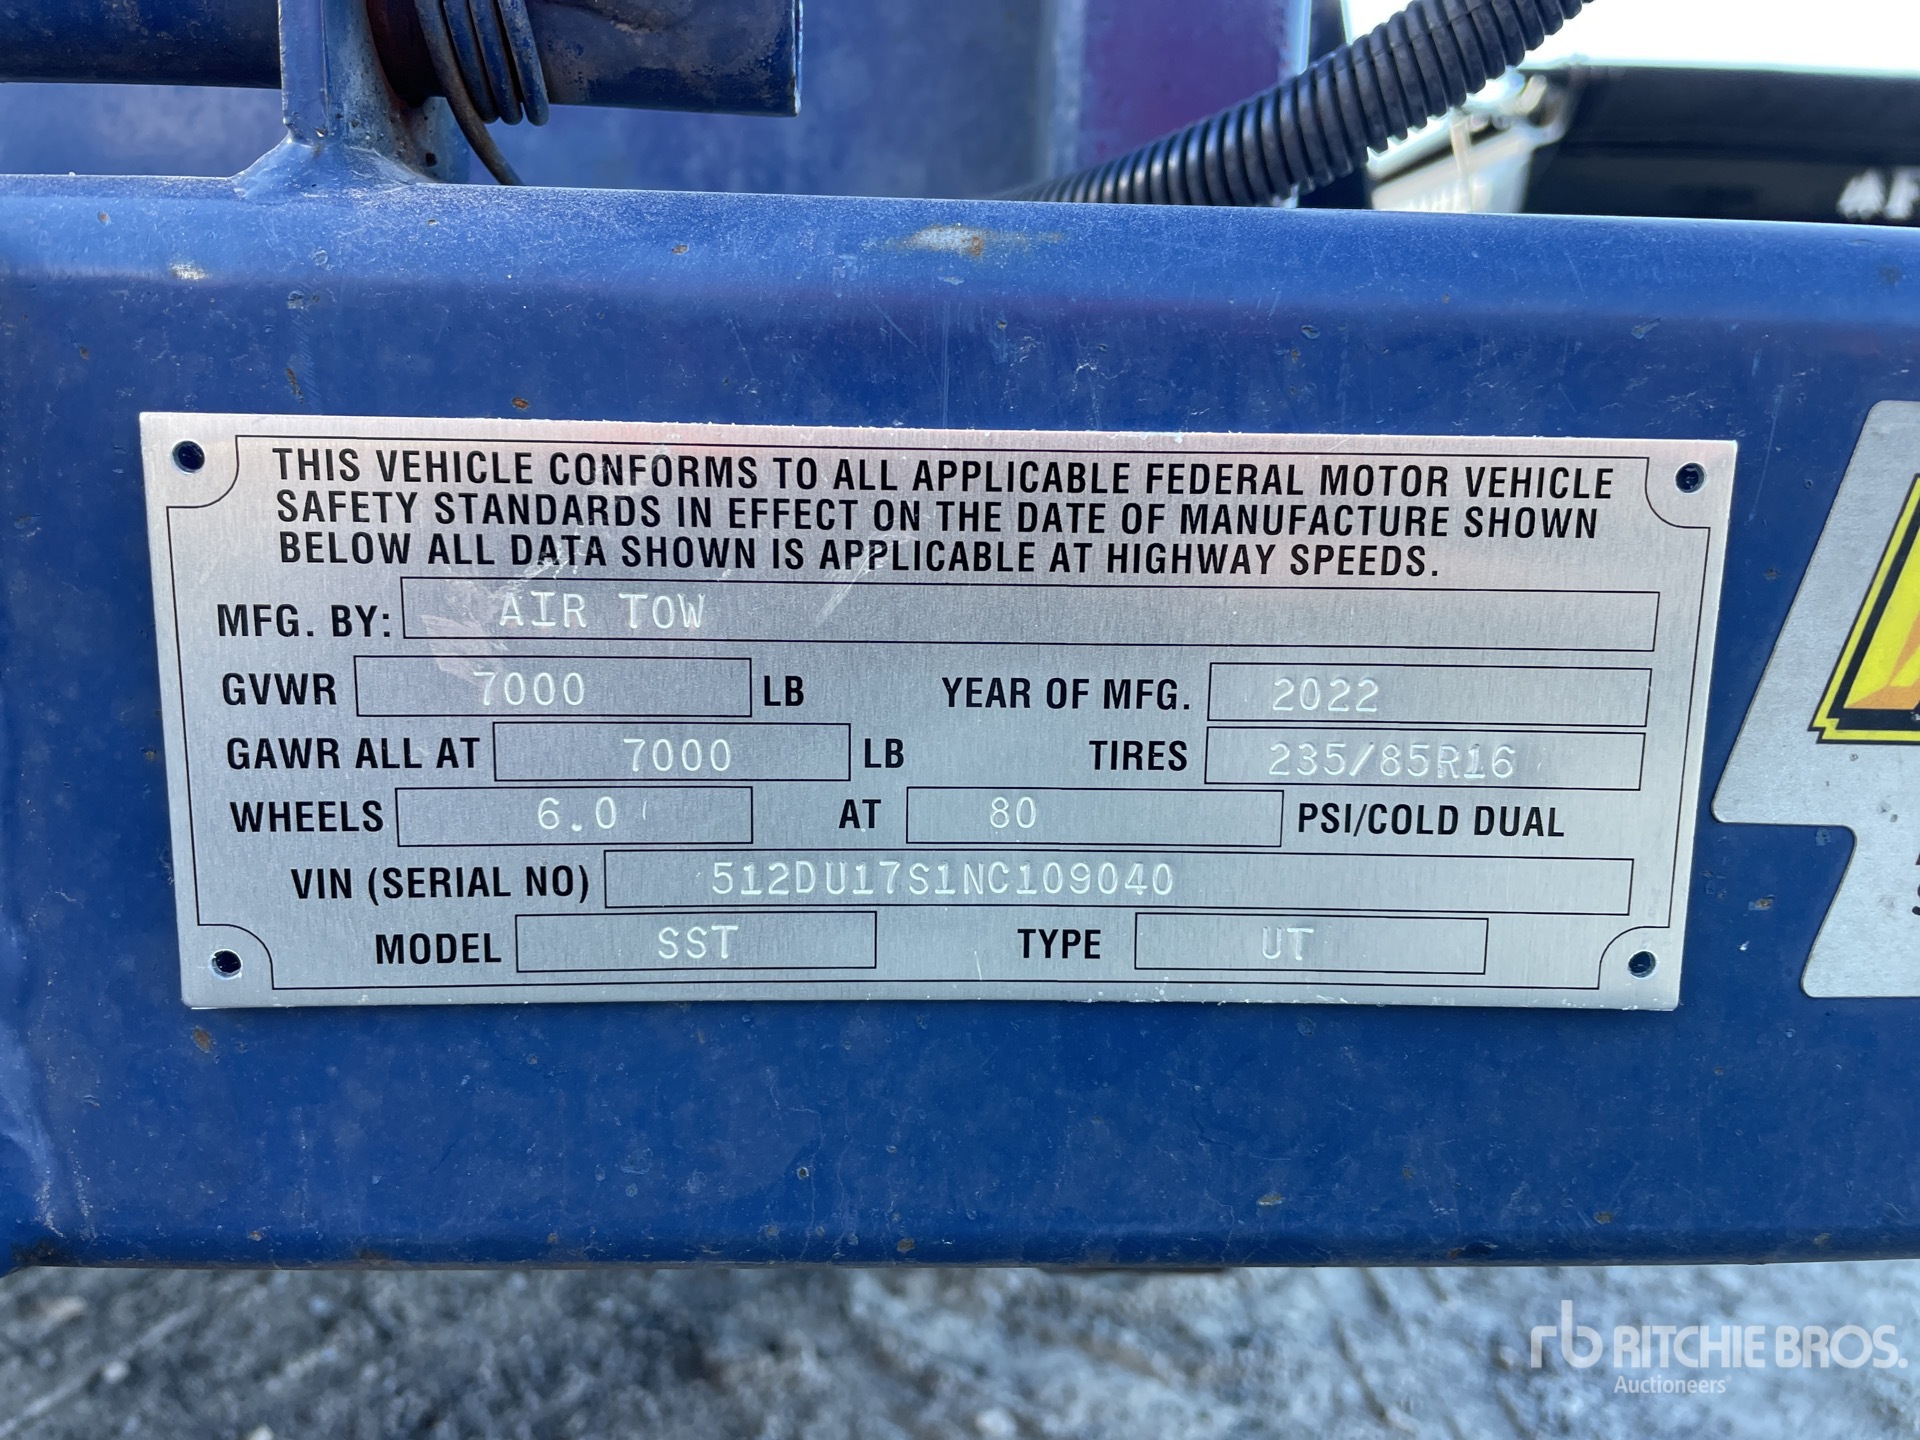 THIS VEHICLE CONFORMS TO ALL APPLICABLE FEDERAL MOTOR VEHICLE
SAFETY STANDARDS IN EFFECT ON THE DATE OF MANUFACTURE SHOWN
BELOW ALL DATA SHOWN IS APPLICABLE AT HIGHWAY SPEEDS.
MFG. BY: AIR TOW
GVWR 7000 LB YEAR OF MFG. 2022
GAWR ALL AT 7000 LB TIRES 235/85R16
WHEELS 6.0 AT 80 PSI/COLD DUAL
VIN (SERIAL NO) 512DU17S1NC109040
MODEL SST TYPE UT
rb RITCHIE BROS.
Auctioneers